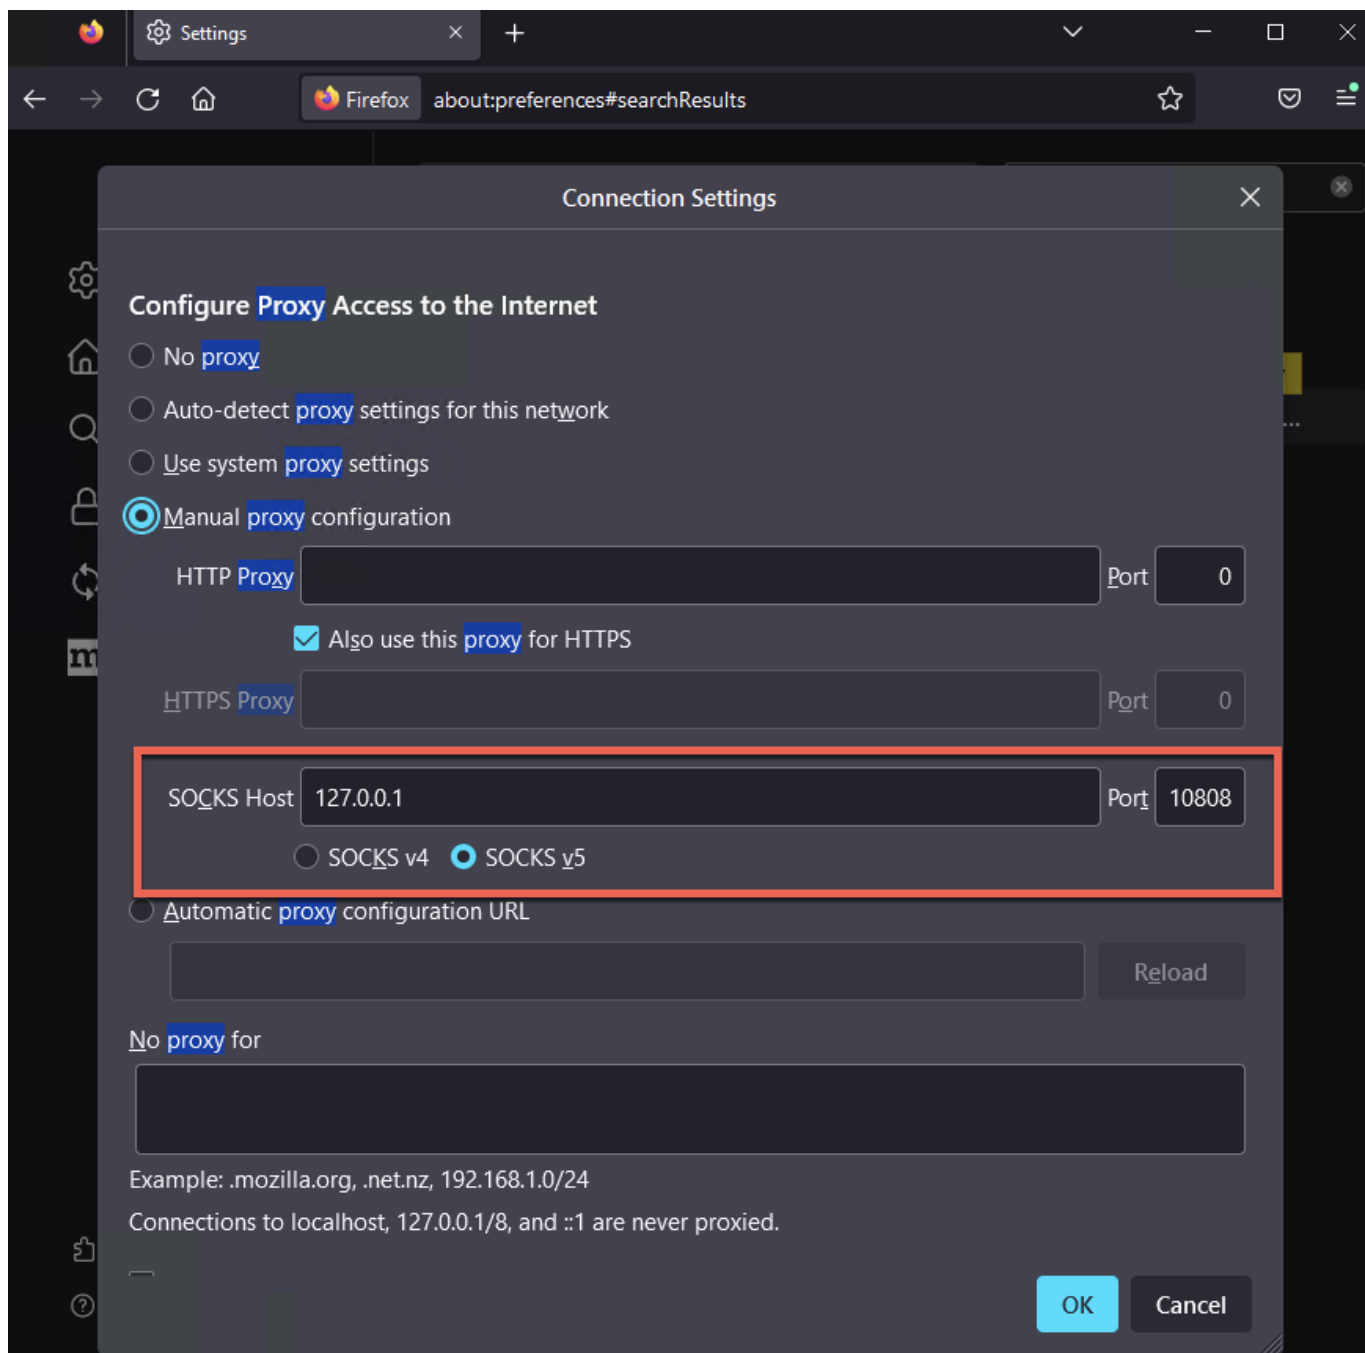 Settings
Firefox about:preferences#searchResults
Connection Settings
Configure Proxy Access to the Internet
No proxy
Auto-detect proxy settings for this network
Use system proxy settings
Manual proxy configuration
HTTP Proxy Port 0
Also use this proxy for HTTPS
HTTPS Proxy Port 0
SOCKS Host 127.0.0.1 Port 10808
SOCKS v4 SOCKS v5
Automatic proxy configuration URL
Reload
No proxy for
Example: .mozilla.org, .net.nz, 192.168.1.0/24
Connections to localhost, 127.0.0.1/8, and ::1 are never proxied.
OK Cancel